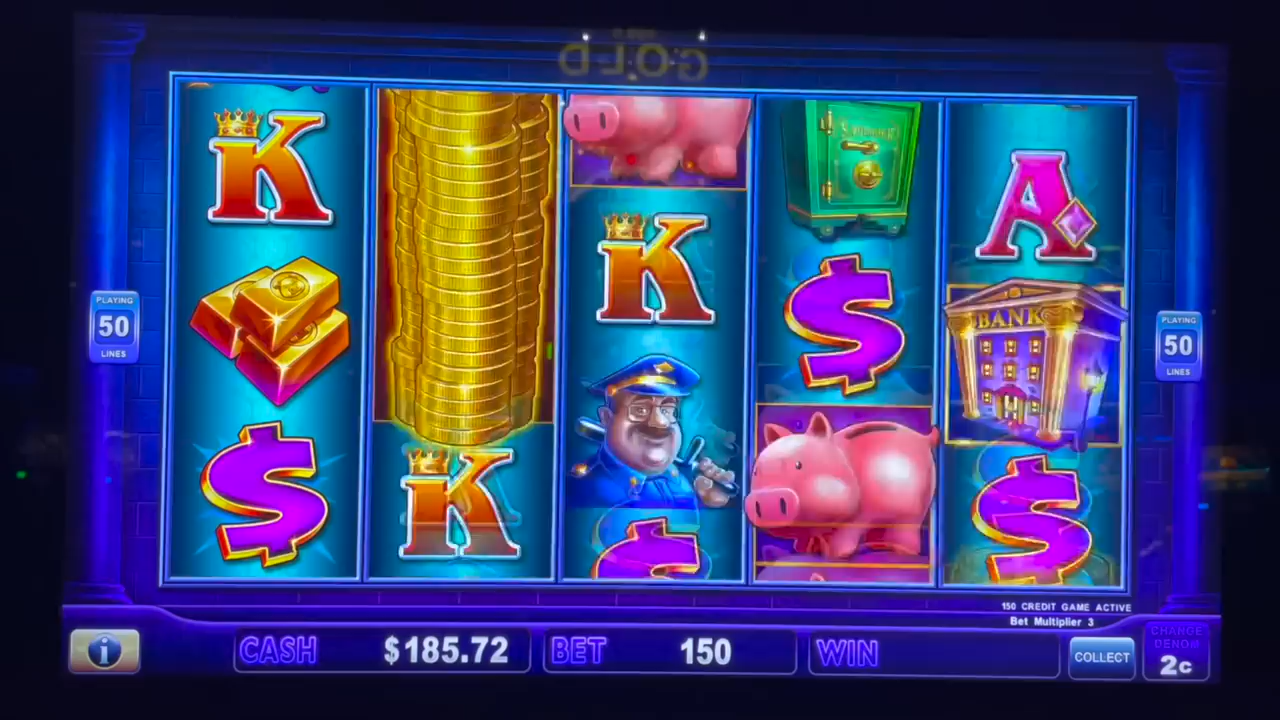 GOLD
K
K
A
BANK
$
PLAYING
50
LINES
PLAYING
50
LINES
K
$
$
$
150 CREDIT GAME ACTIVE
Bet Multiplier 3
i
CASH $185.72
BET 150
WIN
COLLECT
CHANGE
DENOM
2c